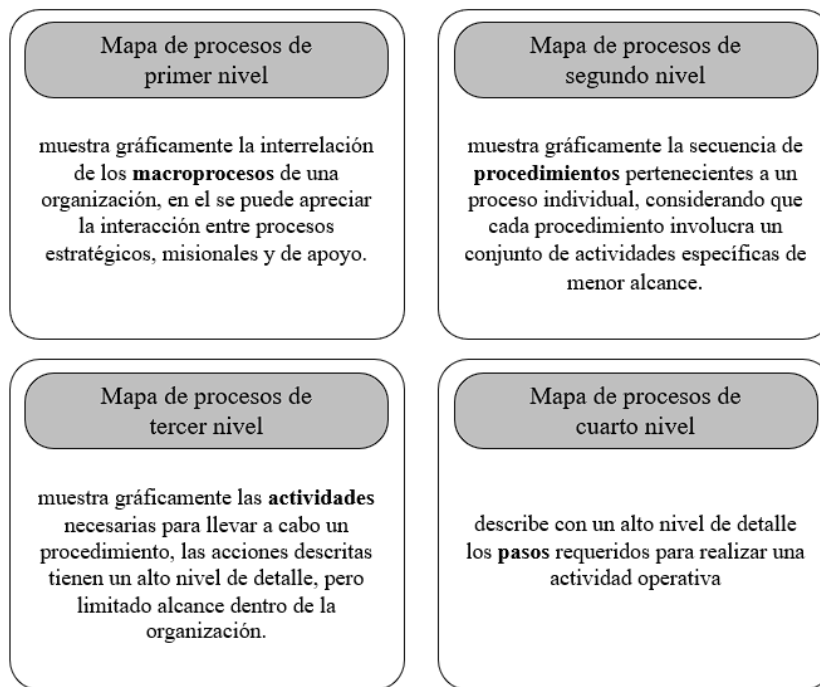 Mapa de procesos de
primer nivel
muestra gráficamente la interrelación
de los macroprocesos de una
organización, en el se puede apreciar
la interacción entre procesos
estratégicos, misionales y de apoyo.
Mapa de procesos de
segundo nivel
muestra gráficamente la secuencia de
procedimientos pertenecientes a un
proceso individual, considerando que
cada procedimiento involucra un
conjunto de actividades específicas de
menor alcance.
Mapa de procesos de
tercer nivel
muestra gráficamente las actividades
necesarias para llevar a cabo un
procedimiento, las acciones descritas
tienen un alto nivel de detalle, pero
limitado alcance dentro de la
organización.
Mapa de procesos de
cuarto nivel
describe con un alto nivel de detalle
los pasos requeridos para realizar una
actividad operativa